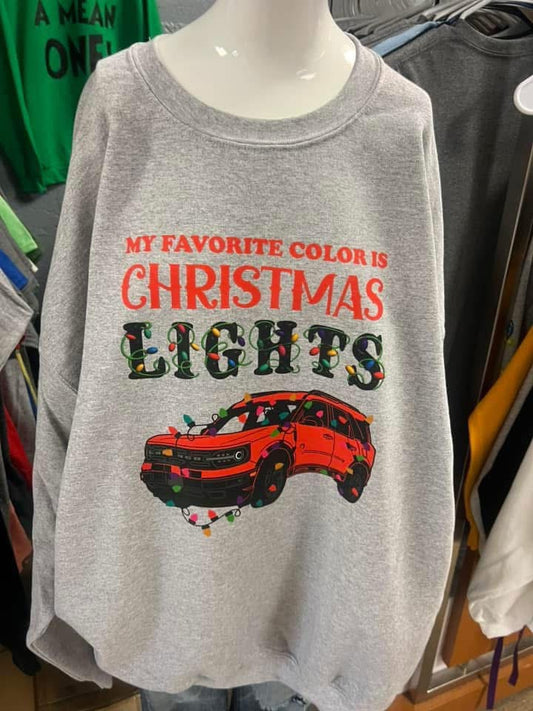 A MEAN
ONE!
MY FAVORITE COLOR IS
CHRISTMAS
LIGHTS